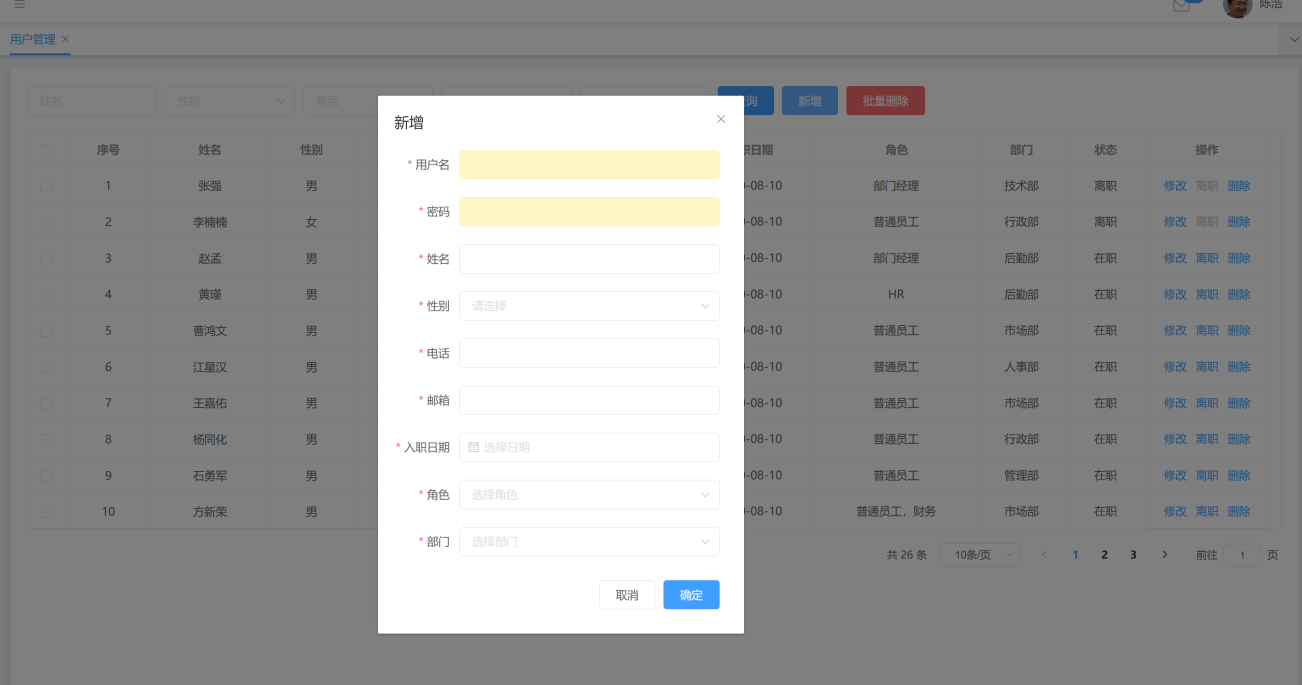 陈浩
用户管理 ×
姓名 性别 角色 询 新增 批量删除
序号 姓名 性别 职日期 角色 部门 状态 操作
1 张强 男 -08-10 部门经理 技术部 离职 修改 离职 删除
2 李楠楠 女 -08-10 普通员工 行政部 离职 修改 离职 删除
3 赵孟 男 -08-10 部门经理 后勤部 在职 修改 离职 删除
4 黄瑾 男 -08-10 HR 后勤部 在职 修改 离职 删除
5 曹鸿文 男 -08-10 普通员工 市场部 在职 修改 离职 删除
6 江星汉 男 -08-10 普通员工 人事部 在职 修改 离职 删除
7 王嘉佑 男 -08-10 普通员工 市场部 在职 修改 离职 删除
8 杨同化 男 -08-10 普通员工 行政部 在职 修改 离职 删除
9 石勇军 男 -08-10 普通员工 管理部 在职 修改 离职 删除
10 方新荣 男 -08-10 普通员工，财务 市场部 在职 修改 离职 删除
共 26 条 10条/页 1 2 3 前往 1 页
新增
* 用户名
* 密码
* 姓名
* 性别 请选择
* 电话
* 邮箱
* 入职日期 选择日期
* 角色 选择角色
* 部门 选择部门
取消 确定